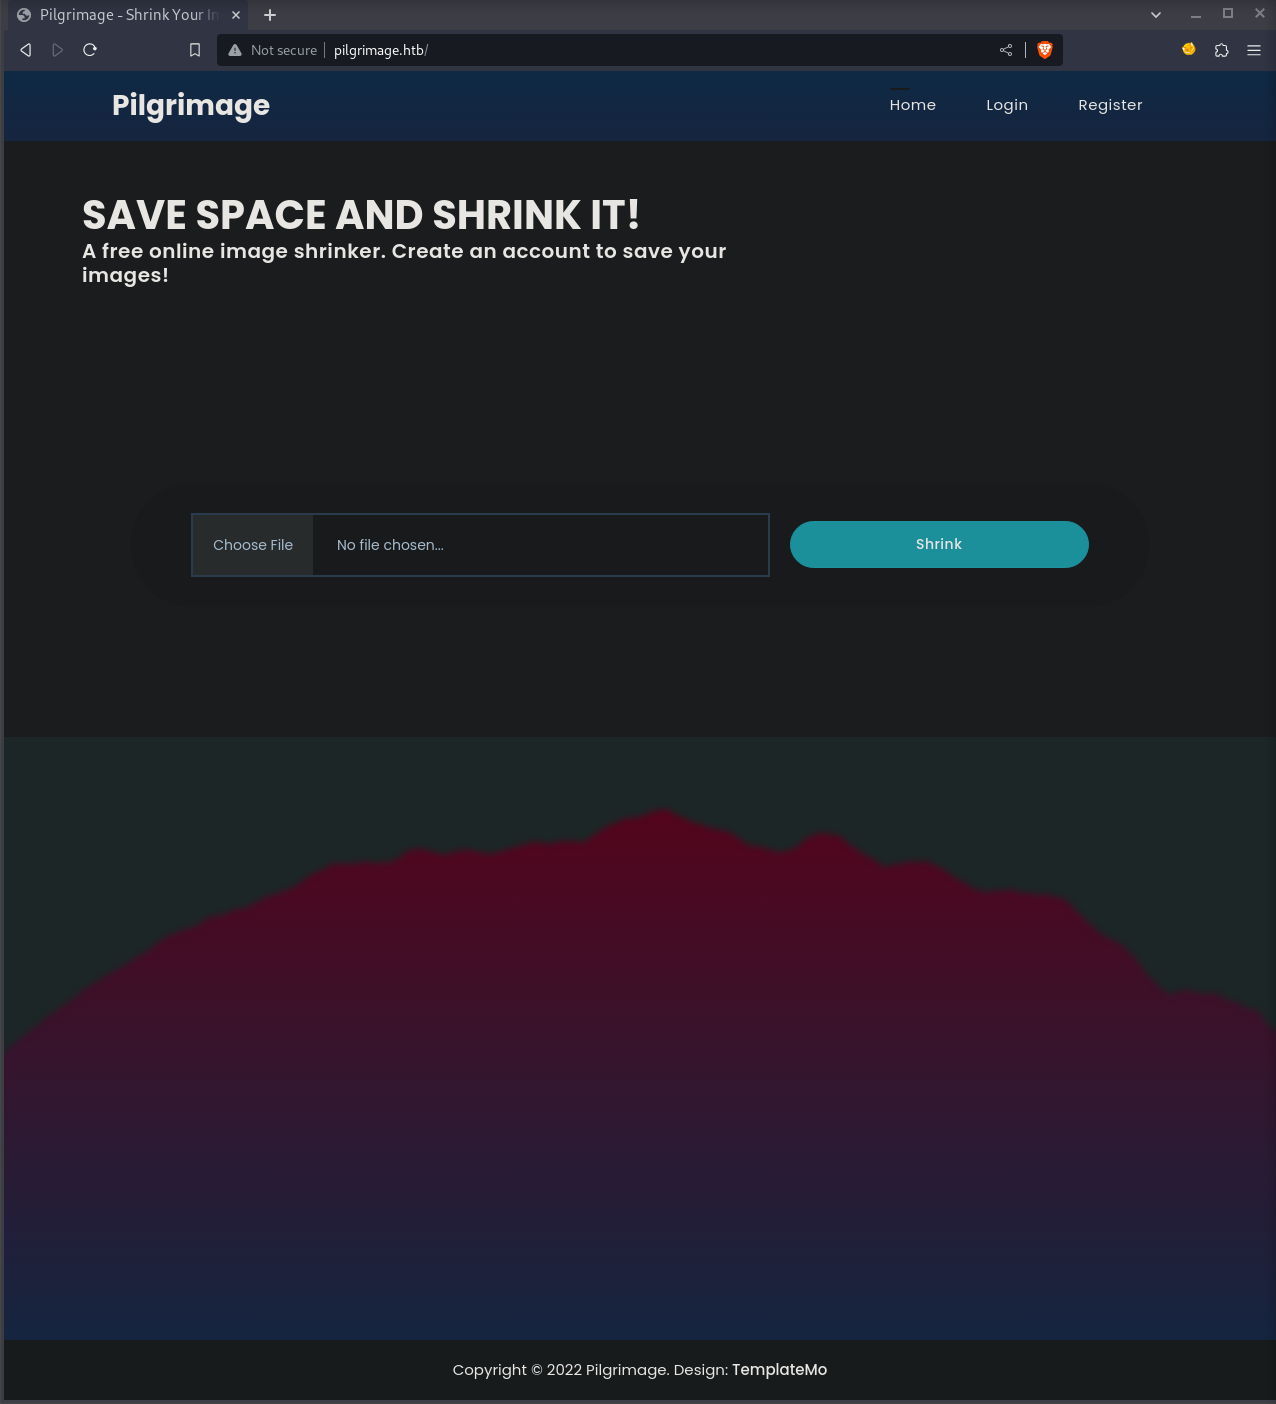 Pilgrimage - Shrink Your Im
Not secure
pilgrimage.htb/
Pilgrimage
Home
Login
Register
SAVE SPACE AND SHRINK IT!
A free online image shrinker. Create an account to save your
images!
Choose File
No file chosen...
Shrink
Copyright © 2022 Pilgrimage. Design: TemplateMo